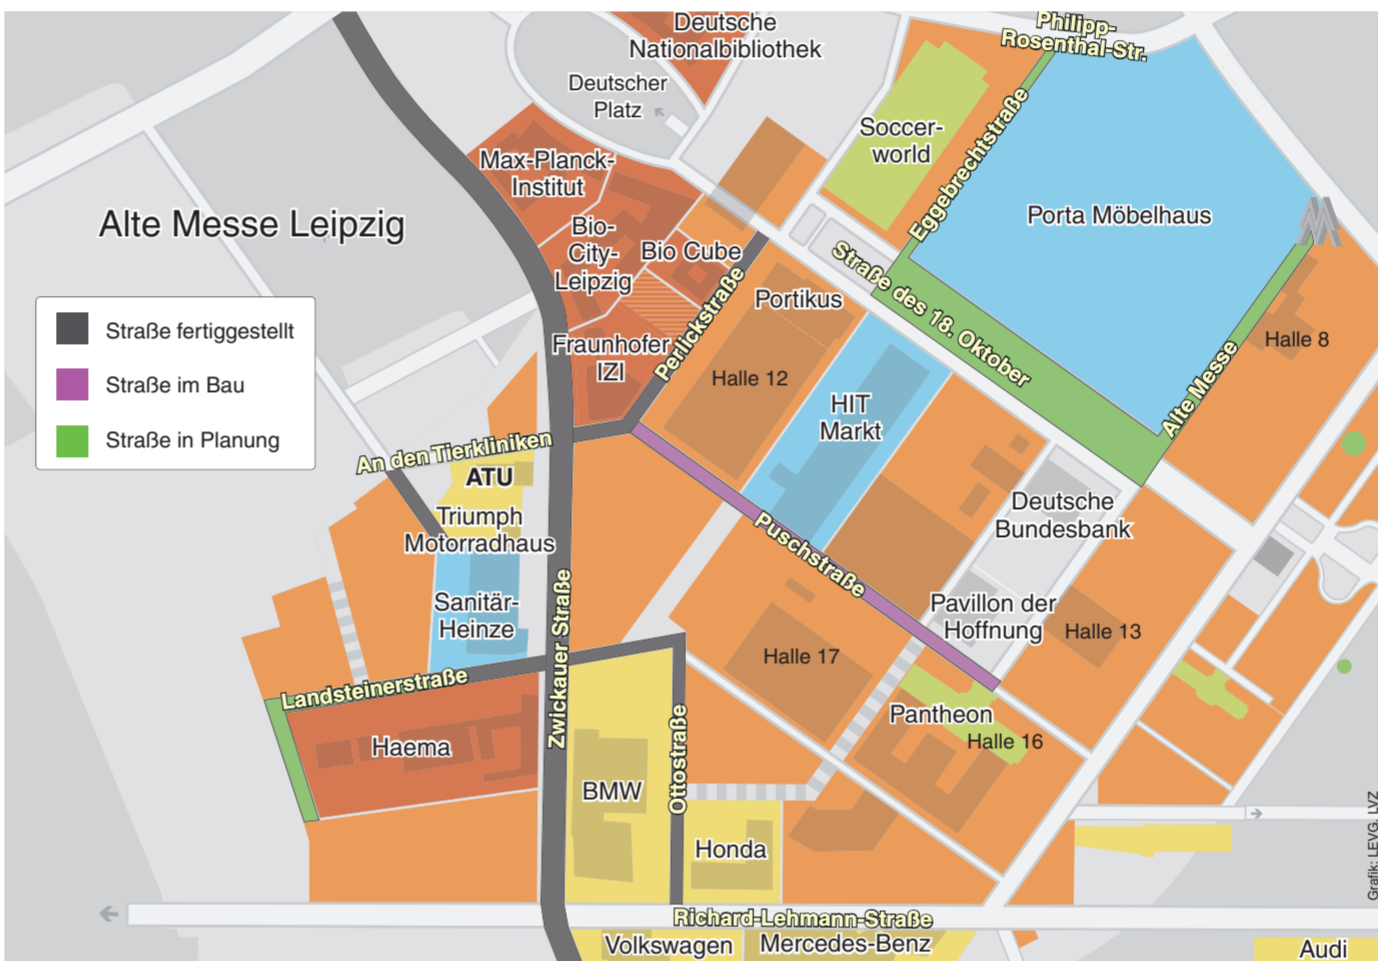 Deutsche
Nationalbibliothek
Deutscher
Platz
Philipp-
Rosenthal-Str.
Soccer-
world
Eggebrechtstraße
Porta Möbelhaus
Max-Planck-
Institut
Alte Messe Leipzig
Bio-
City-
Leipzig
Bio Cube
Straße des 18. Oktober
Portikus
Perlickstraße
Halle 8
Alte Messe
Straße fertiggestellt
Straße im Bau
Straße in Planung
Fraunhofer
IZI
Halle 12
HIT
Markt
An den Tierkliniken
ATU
Triumph
Motorradhaus
Deutsche
Bundesbank
Puschstraße
Sanitär-
Heinze
Zwickauer Straße
Pavillon der
Hoffnung
Halle 13
Halle 17
Landsteinerstraße
Haema
Pantheon
Halle 16
Ottostraße
BMW
Honda
Grafik: LEVG, LVZ
Richard-Lehmann-Straße
Volkswagen
Mercedes-Benz
Audi